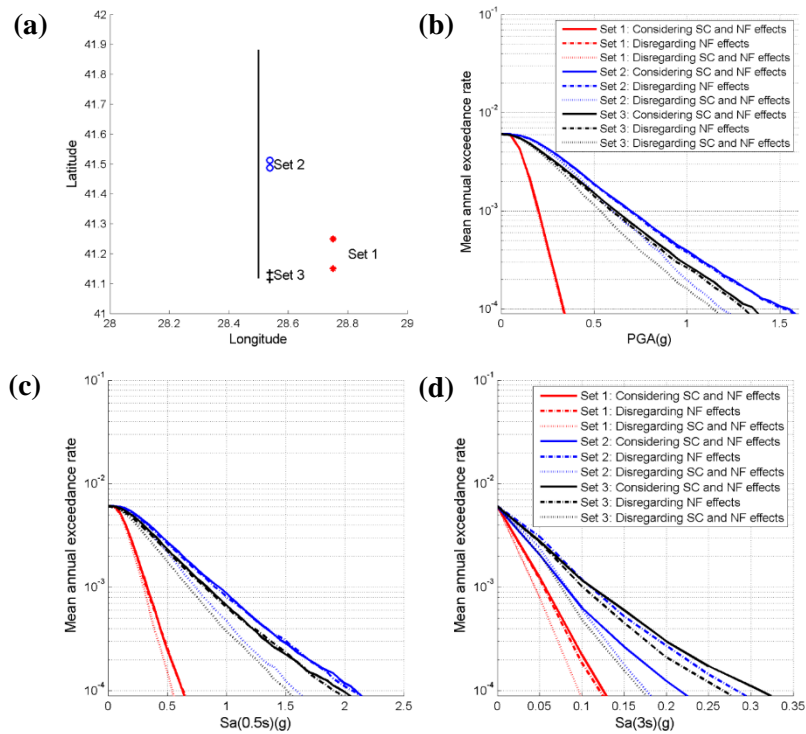 (a)
42
41.9
41.8
41.7
41.6
41.5
41.4
41.3
41.2
41.1
41
Latitude
Set 2
Set 1
Set 3
28 28.2 28.4 28.6 28.8 29
Longitude
(b)
10^-1
10^-2
10^-3
10^-4
Mean annual exceedance rate
Set 1: Considering SC and NF effects
Set 1: Disregarding NF effects
Set 1: Disregarding SC and NF effects
Set 2: Considering SC and NF effects
Set 2: Disregarding NF effects
Set 2: Disregarding SC and NF effects
Set 3: Considering SC and NF effects
Set 3: Disregarding NF effects
Set 3: Disregarding SC and NF effects
0 0.5 1 1.5
PGA(g)
(c)
10^-1
10^-2
10^-3
10^-4
Mean annual exceedance rate
0 0.5 1 1.5 2 2.5
Sa(0.5s)(g)
(d)
10^-1
10^-2
10^-3
10^-4
Mean annual exceedance rate
Set 1: Considering SC and NF effects
Set 1: Disregarding NF effects
Set 1: Disregarding SC and NF effects
Set 2: Considering SC and NF effects
Set 2: Disregarding NF effects
Set 2: Disregarding SC and NF effects
Set 3: Considering SC and NF effects
Set 3: Disregarding NF effects
Set 3: Disregarding SC and NF effects
0 0.05 0.1 0.15 0.2 0.25 0.3 0.35
Sa(3s)(g)